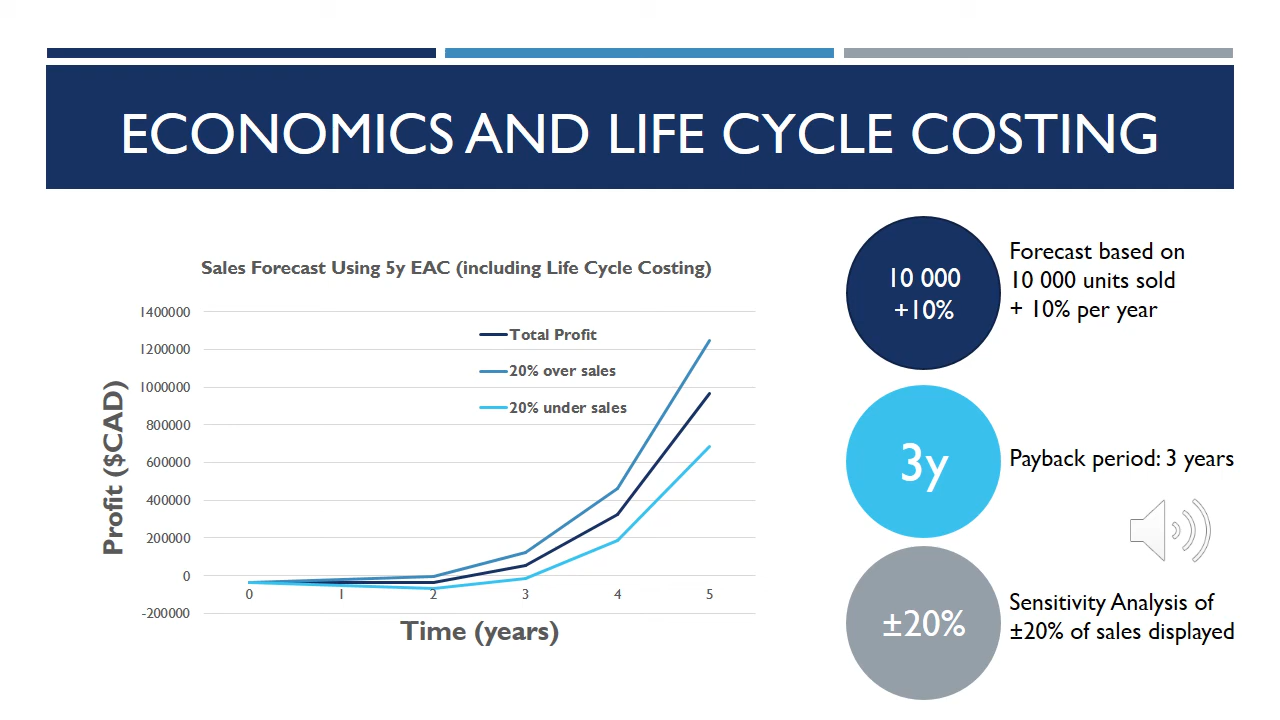 ECONOMICS AND LIFE CYCLE COSTING
Sales Forecast Using 5y EAC (including Life Cycle Costing)
1400000
1200000
1000000
800000
600000
400000
200000
0
-200000
Profit ($CAD)
Total Profit
20% over sales
20% under sales
0 1 2 3 4 5
Time (years)
10 000
+10%
Forecast based on
10 000 units sold
+ 10% per year
3y
Payback period: 3 years
±20%
Sensitivity Analysis of
±20% of sales displayed